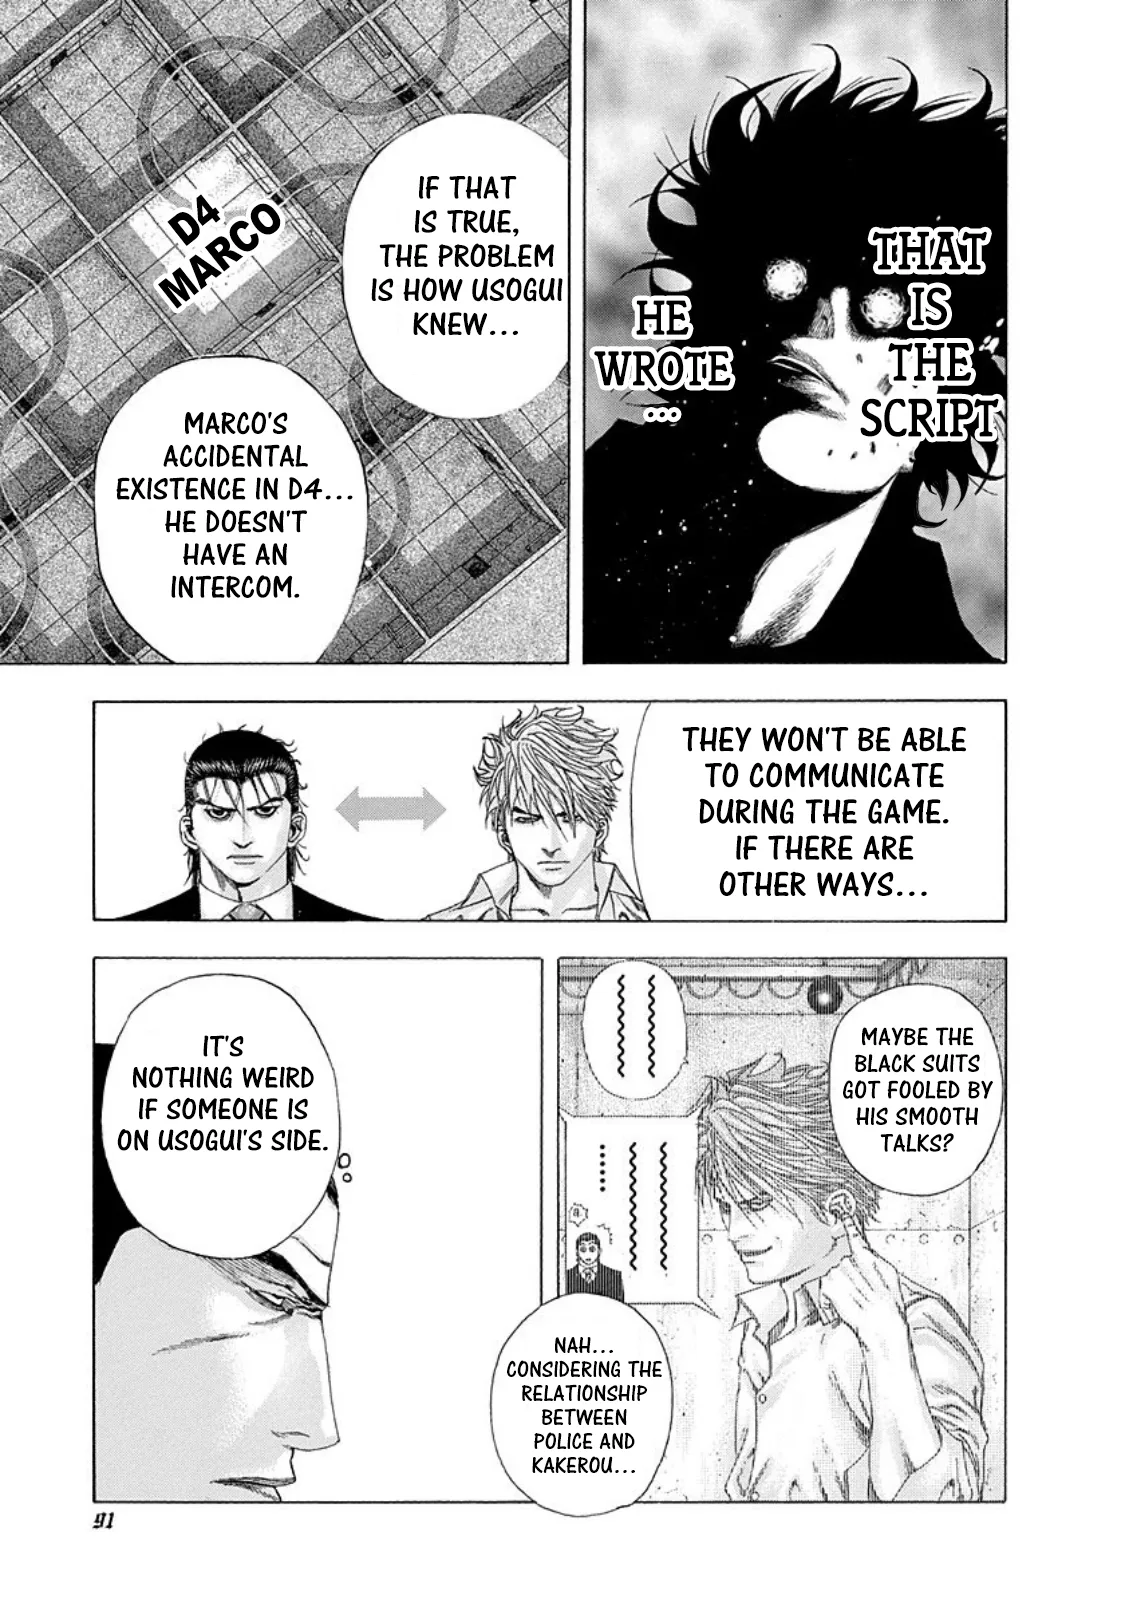 THAT
IS
THE
SCRIPT
HE
WROTE
...
IF THAT
IS TRUE,
THE PROBLEM
IS HOW USOGUI
KNEW...
D4
MARCO
MARCO'S
ACCIDENTAL
EXISTENCE IN D4...
HE DOESN'T
HAVE AN
INTERCOM.
THEY WON'T BE ABLE
TO COMMUNICATE
DURING THE GAME.
IF THERE ARE
OTHER WAYS...
MAYBE THE
BLACK SUITS
GOT FOOLED BY
HIS SMOOTH
TALKS?
NAH...
CONSIDERING THE
RELATIONSHIP
BETWEEN
POLICE AND
KAKEROU...
IT'S
NOTHING WEIRD
IF SOMEONE IS
ON USOGUI'S SIDE.
91